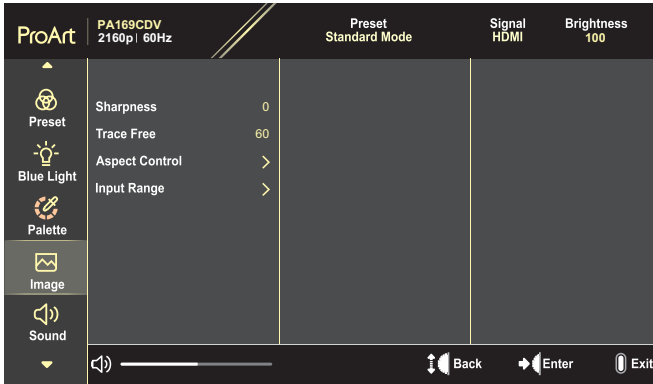 ProArt
PA169CDV
2160p| 60Hz
Preset
Standard Mode
Signal
HDMI
Brightness
100
Preset
Blue Light
Palette
Image
Sound
Sharpness 0
Trace Free 60
Aspect Control
Input Range
Back
Enter
Exit